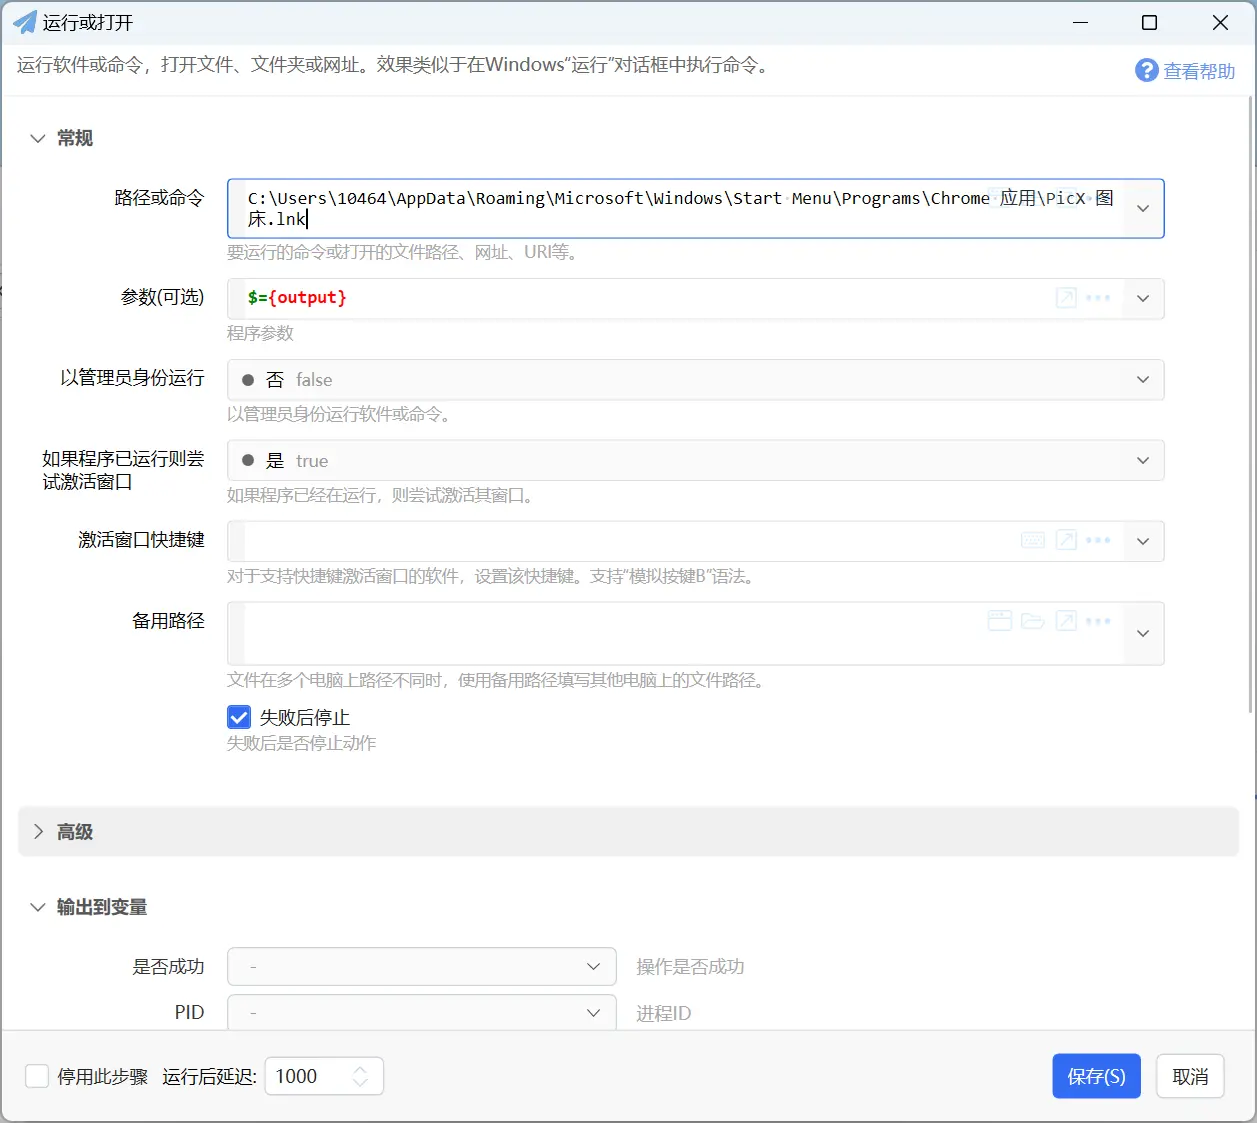 运行或打开
运行软件或命令，打开文件、文件夹或网址。效果类似于在Windows“运行”对话框中执行命令。
查看帮助
常规
路径或命令
C:\Users\10464\AppData\Roaming\Microsoft\Windows\Start Menu\Programs\Chrome 应用\PicX 图
床.lnk
要运行的命令或打开的文件路径、网址、URI等。
参数(可选)
$={output}
程序参数
以管理员身份运行
否 false
以管理员身份运行软件或命令。
如果程序已运行则尝
试激活窗口
是 true
如果程序已经在运行，则尝试激活其窗口。
激活窗口快捷键
对于支持快捷键激活窗口的软件，设置该快捷键。支持“模拟按键B”语法。
备用路径
文件在多个电脑上路径不同时，使用备用路径填写其他电脑上的文件路径。
失败后停止
失败后是否停止动作
高级
输出到变量
是否成功
-
操作是否成功
PID
-
进程ID
停用此步骤
运行后延迟:
1000
保存(S)
取消